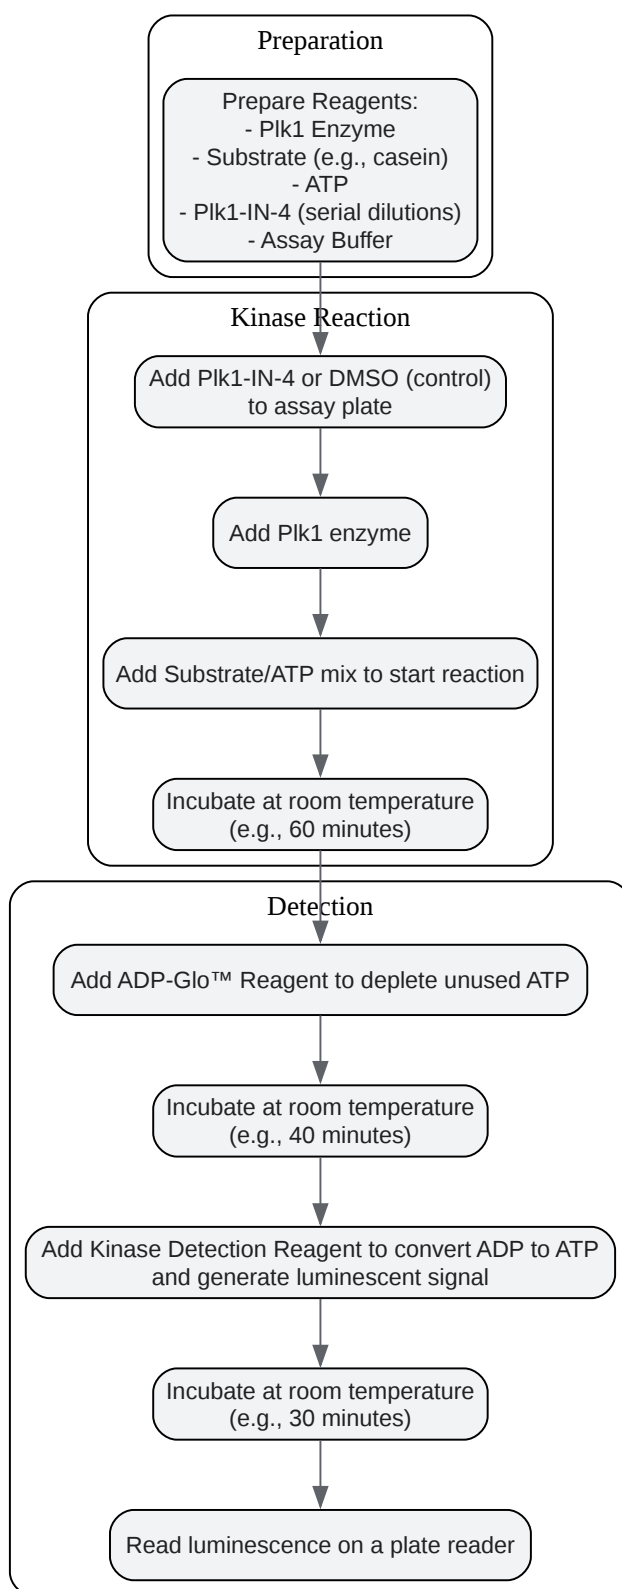 Preparation
Prepare Reagents:
- Plk1 Enzyme
- Substrate (e.g., casein)
- ATP
- Plk1-IN-4 (serial dilutions)
- Assay Buffer
Kinase Reaction
Add Plk1-IN-4 or DMSO (control)
to assay plate
Add Plk1 enzyme
Add Substrate/ATP mix to start reaction
Incubate at room temperature
(e.g., 60 minutes)
Detection
Add ADP-Glo™ Reagent to deplete unused ATP
Incubate at room temperature
(e.g., 40 minutes)
Add Kinase Detection Reagent to convert ADP to ATP
and generate luminescent signal
Incubate at room temperature
(e.g., 30 minutes)
Read luminescence on a plate reader